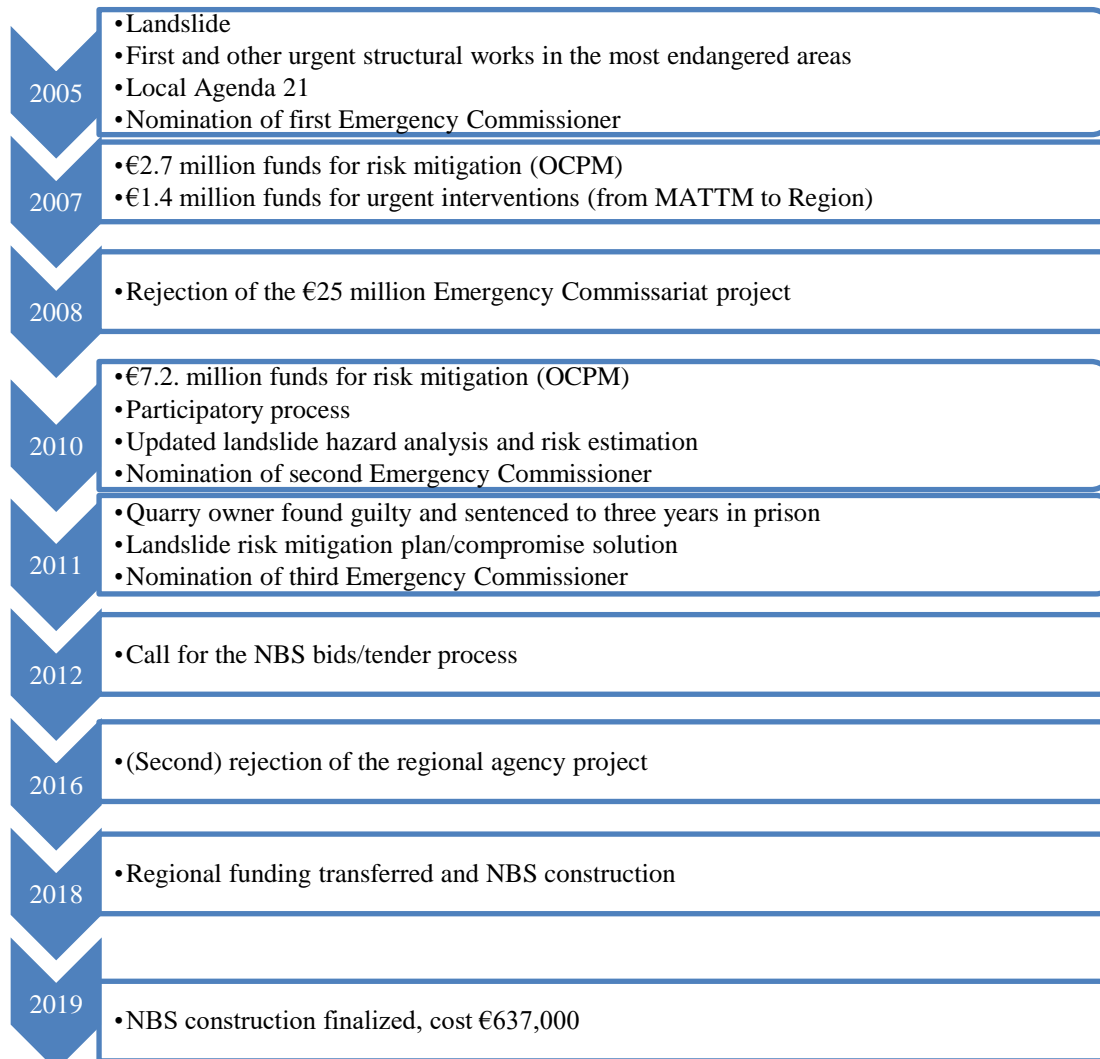 2005
•Landslide
•First and other urgent structural works in the most endangered areas
•Local Agenda 21
•Nomination of first Emergency Commissioner
2007
•€2.7 million funds for risk mitigation (OCPM)
•€1.4 million funds for urgent interventions (from MATTM to Region)
2008
•Rejection of the €25 million Emergency Commissariat project
2010
•€7.2. million funds for risk mitigation (OCPM)
•Participatory process
•Updated landslide hazard analysis and risk estimation
•Nomination of second Emergency Commissioner
2011
•Quarry owner found guilty and sentenced to three years in prison
•Landslide risk mitigation plan/compromise solution
•Nomination of third Emergency Commissioner
2012
•Call for the NBS bids/tender process
2016
•(Second) rejection of the regional agency project
2018
•Regional funding transferred and NBS construction
2019
•NBS construction finalized, cost €637,000